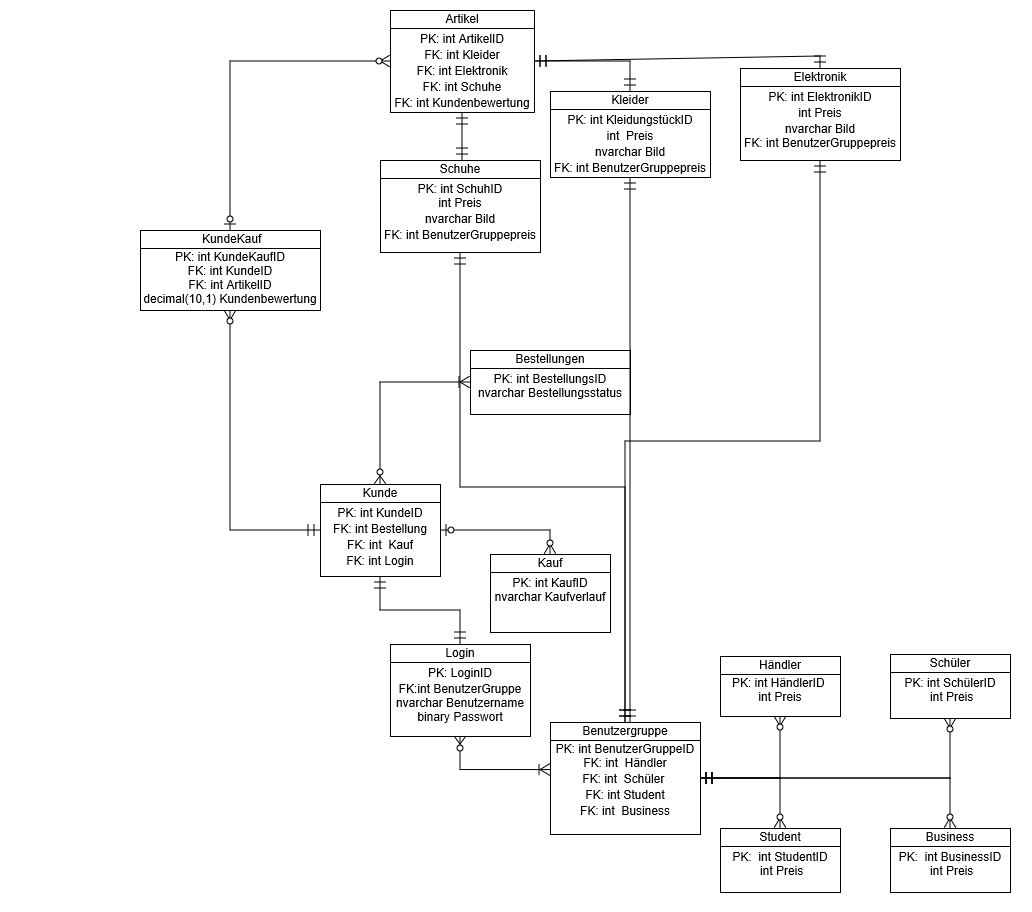 Artikel
PK: int ArtikelID
FK: int Kleider
FK: int Elektronik
FK: int Schuhe
FK: int Kundenbewertung
Elektronik
PK: int ElektronikID
int Preis
nvarchar Bild
FK: int BenutzerGruppepreis
Kleider
PK: int KleidungstückID
int  Preis
nvarchar Bild
FK: int BenutzerGruppepreis
Schuhe
PK: int SchuhID
int Preis
nvarchar Bild
FK: int BenutzerGruppepreis
KundeKauf
PK: int KundeKaufID
FK: int KundeID
FK: int ArtikelID
decimal(10,1) Kundenbewertung
Bestellungen
PK: int BestellungsID
nvarchar Bestellungsstatus
Kunde
PK: int KundeID
FK: int Bestellung
FK: int  Kauf
FK: int Login
Kauf
PK: int KaufID
nvarchar Kaufverlauf
Login
PK: LoginID
FK:int BenutzerGruppe
nvarchar Benutzername
binary Passwort
Händler
PK: int HändlerID
int Preis
Schüler
PK: int SchülerID
int Preis
Benutzergruppe
PK: int BenutzerGruppeID
FK: int  Händler
FK: int  Schüler
FK: int Student
FK: int  Business
Student
PK:  int StudentID
int Preis
Business
PK:  int BusinessID
int Preis